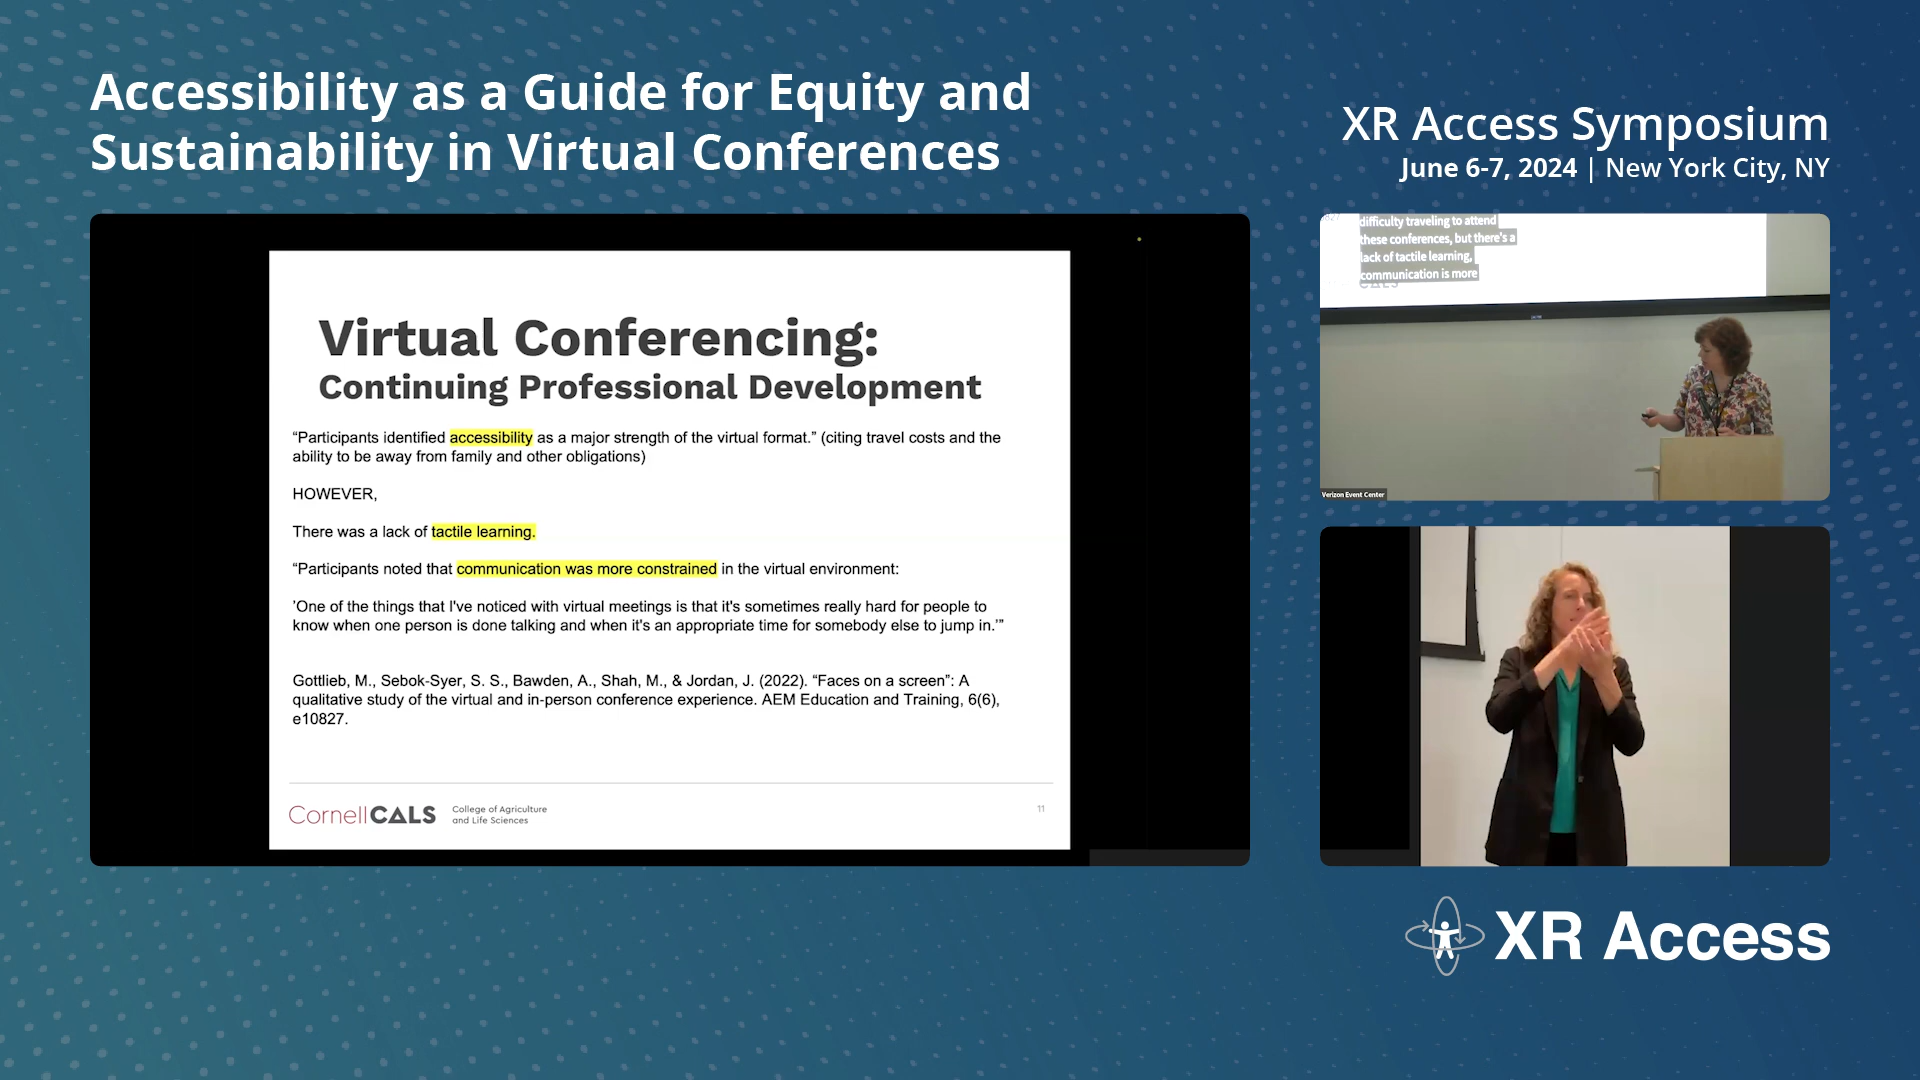 Accessibility as a Guide for Equity and
Sustainability in Virtual Conferences
XR Access Symposium
June 6-7, 2024 | New York City, NY
Virtual Conferencing:
Continuing Professional Development
“Participants identified accessibility as a major strength of the virtual format.” (citing travel costs and the
ability to be away from family and other obligations)
HOWEVER,
There was a lack of tactile learning.
“Participants noted that communication was more constrained in the virtual environment:
’One of the things that I've noticed with virtual meetings is that it's sometimes really hard for people to
know when one person is done talking and when it's an appropriate time for somebody else to jump in.’”
Gottlieb, M., Sebok-Syer, S. S., Bawden, A., Shah, M., & Jordan, J. (2022). “Faces on a screen”: A
qualitative study of the virtual and in-person conference experience. AEM Education and Training, 6(6),
e10827.
CornellCALS
College of Agriculture
and Life Sciences
11
difficulty traveling to attend
these conferences, but there's a
lack of tactile learning,
communication is more
CALS
Verizon Event Center
XR Access